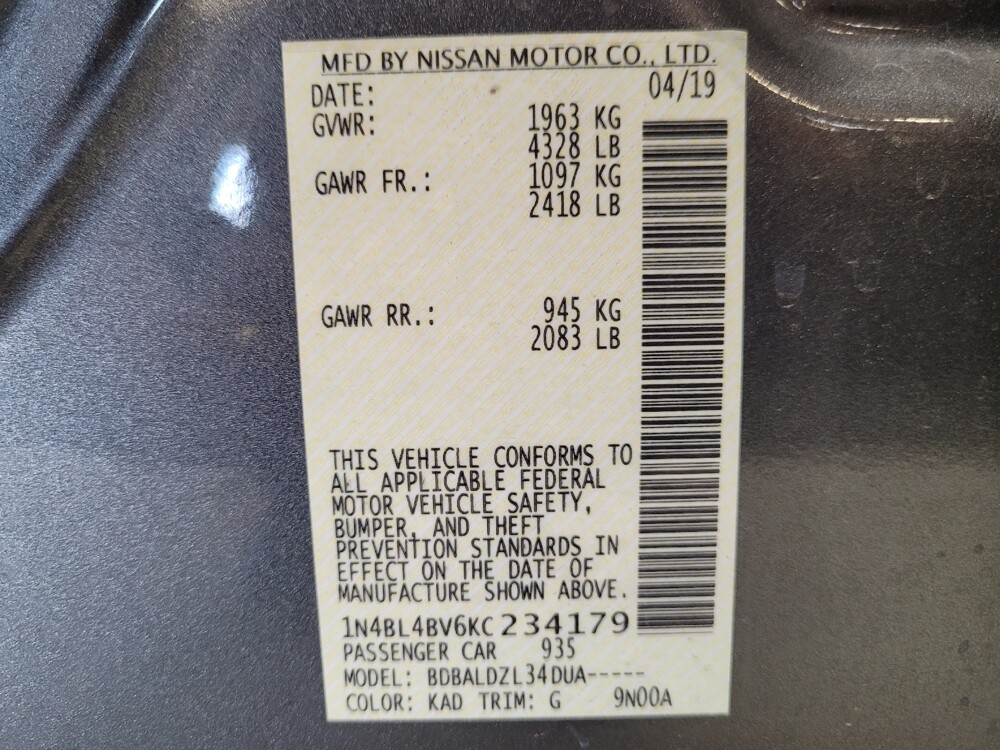 MFD BY NISSAN MOTOR CO., LTD.
DATE: 04/19
GVWR: 1963 KG
4328 LB
GAWR FR.: 1097 KG
2418 LB
GAWR RR.: 945 KG
2083 LB
THIS VEHICLE CONFORMS TO
ALL APPLICABLE FEDERAL
MOTOR VEHICLE SAFETY,
BUMPER, AND THEFT
PREVENTION STANDARDS IN
EFFECT ON THE DATE OF
MANUFACTURE SHOWN ABOVE.
1N4BL4BV6KC234179
PASSENGER CAR 935
MODEL: BDBALDZL34DUA-----
COLOR: KAD TRIM: G 9N00A